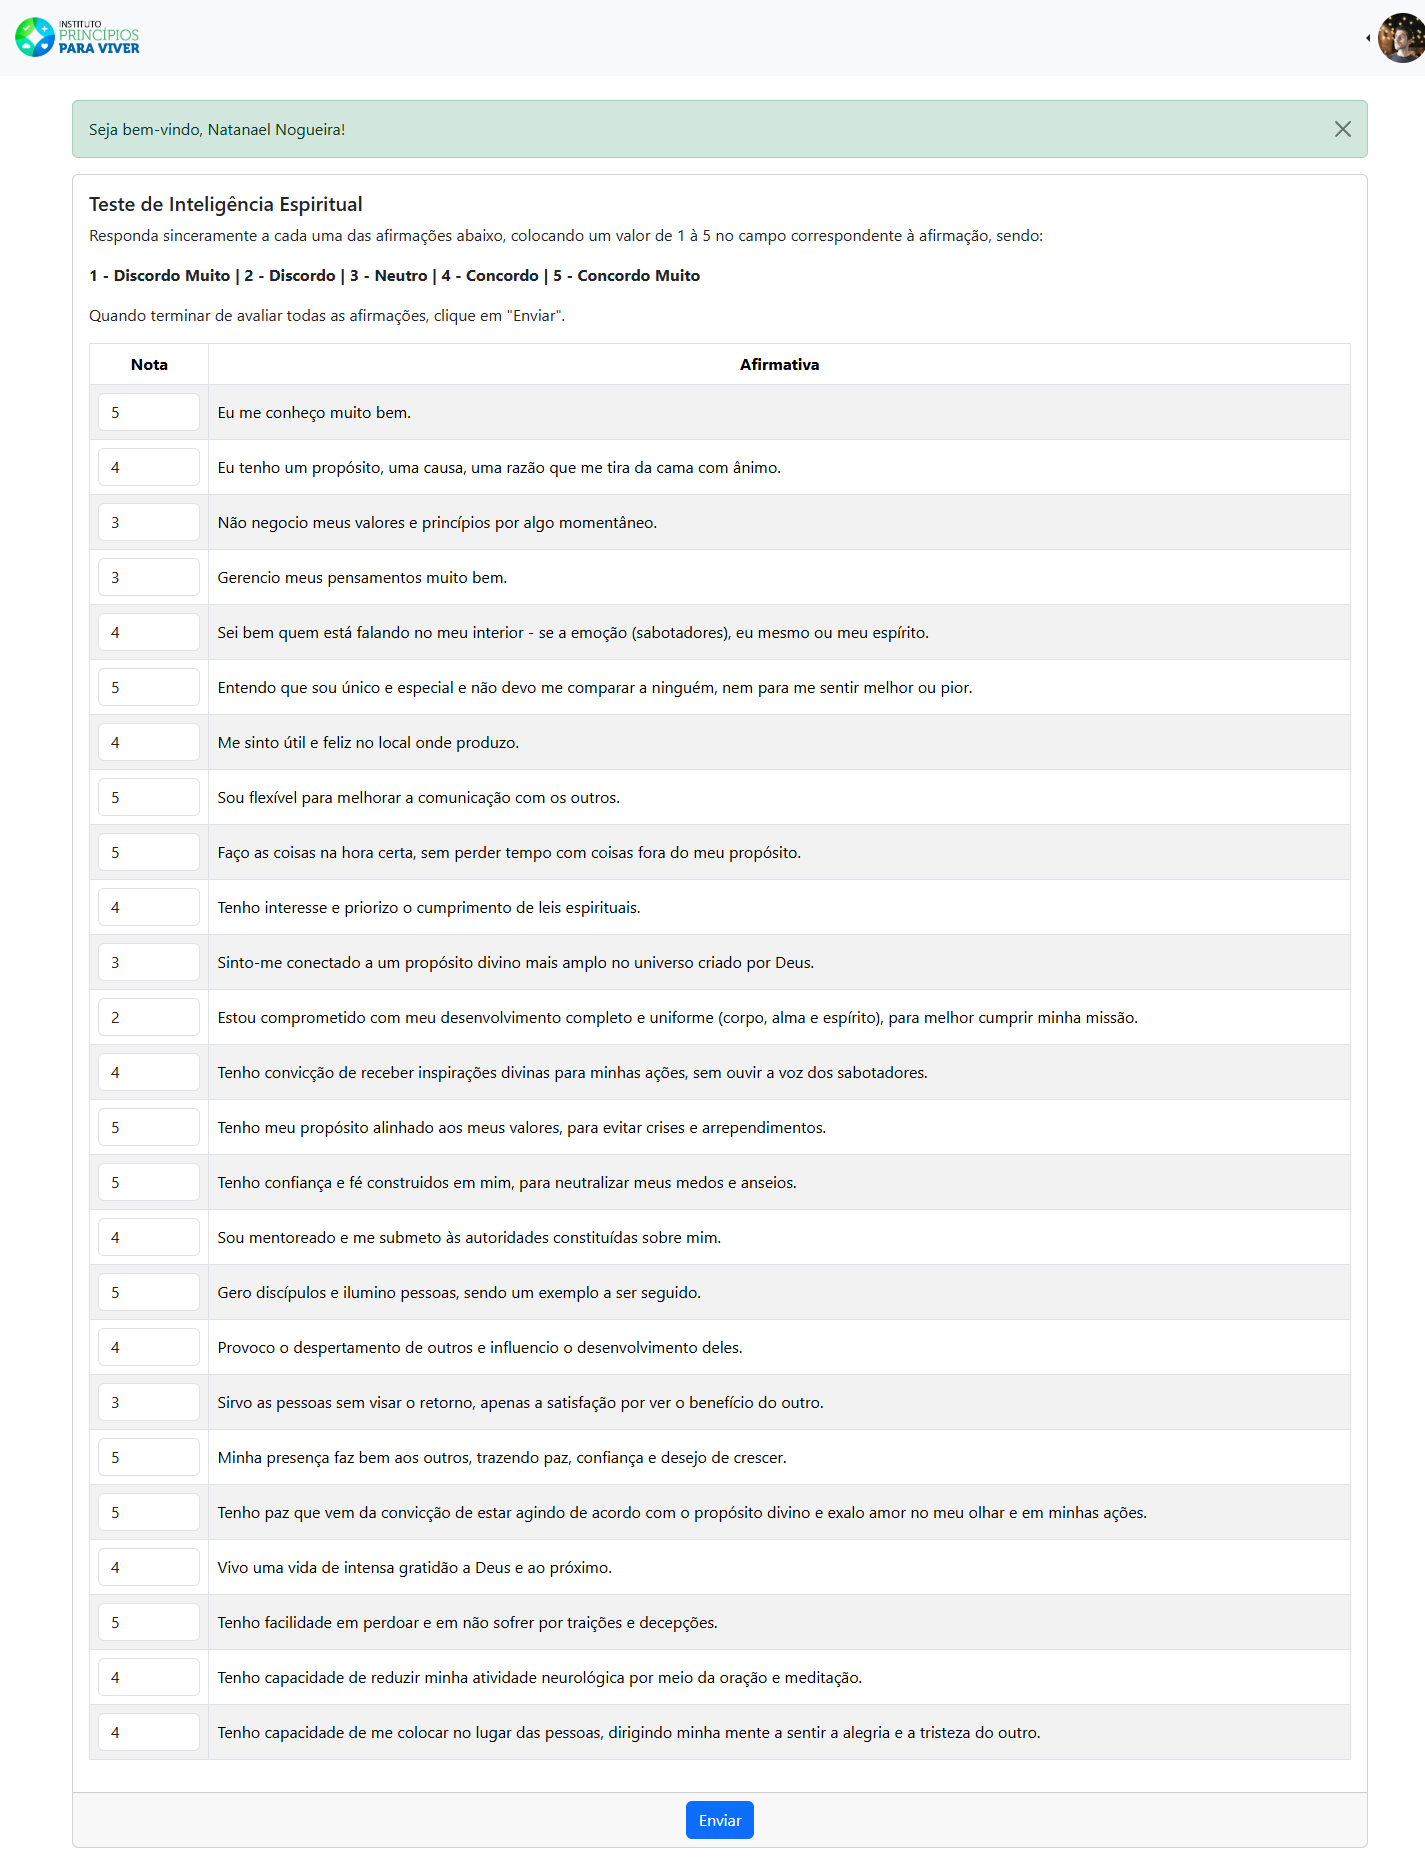 INSTITUTO
PRINCÍPIOS
PARA VIVER
Seja bem-vindo, Natanael Nogueira!
Teste de Inteligência Espiritual
Responda sinceramente a cada uma das afirmações abaixo, colocando um valor de 1 à 5 no campo correspondente à afirmação, sendo:
1 - Discordo Muito | 2 - Discordo | 3 - Neutro | 4 - Concordo | 5 - Concordo Muito
Quando terminar de avaliar todas as afirmações, clique em "Enviar".
Nota Afirmativa
5 Eu me conheço muito bem.
4 Eu tenho um propósito, uma causa, uma razão que me tira da cama com ânimo.
3 Não negocio meus valores e princípios por algo momentâneo.
3 Gerencio meus pensamentos muito bem.
4 Sei bem quem está falando no meu interior - se a emoção (sabotadores), eu mesmo ou meu espírito.
5 Entendo que sou único e especial e não devo me comparar a ninguém, nem para me sentir melhor ou pior.
4 Me sinto útil e feliz no local onde produzo.
5 Sou flexível para melhorar a comunicação com os outros.
5 Faço as coisas na hora certa, sem perder tempo com coisas fora do meu propósito.
4 Tenho interesse e priorizo o cumprimento de leis espirituais.
3 Sinto-me conectado a um propósito divino mais amplo no universo criado por Deus.
2 Estou comprometido com meu desenvolvimento completo e uniforme (corpo, alma e espírito), para melhor cumprir minha missão.
4 Tenho convicção de receber inspirações divinas para minhas ações, sem ouvir a voz dos sabotadores.
5 Tenho meu propósito alinhado aos meus valores, para evitar crises e arrependimentos.
5 Tenho confiança e fé construidos em mim, para neutralizar meus medos e anseios.
4 Sou mentoreado e me submeto às autoridades constituídas sobre mim.
5 Gero discípulos e ilumino pessoas, sendo um exemplo a ser seguido.
4 Provoco o despertamento de outros e influencio o desenvolvimento deles.
3 Sirvo as pessoas sem visar o retorno, apenas a satisfação por ver o benefício do outro.
5 Minha presença faz bem aos outros, trazendo paz, confiança e desejo de crescer.
5 Tenho paz que vem da convicção de estar agindo de acordo com o propósito divino e exalo amor no meu olhar e em minhas ações.
4 Vivo uma vida de intensa gratidão a Deus e ao próximo.
5 Tenho facilidade em perdoar e em não sofrer por traições e decepções.
4 Tenho capacidade de reduzir minha atividade neurológica por meio da oração e meditação.
4 Tenho capacidade de me colocar no lugar das pessoas, dirigindo minha mente a sentir a alegria e a tristeza do outro.
Enviar